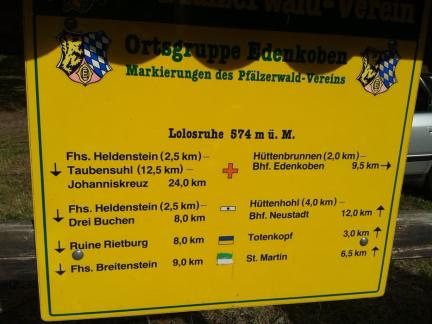 Pfälzerwald-Verein
Ortsgruppe Edenkoben
Markierungen des Pfälzerwald-Vereins
Lolosruhe 574 m ü. M.
Fhs. Heldenstein (2,5 km) –
↓ Taubensuhl (12,5 km) –
Johanniskreuz 24,0 km
Hüttenbrunnen (2,0 km) –
Bhf. Edenkoben 9,5 km →
Fhs. Heldenstein (2,5 km) –
↓ Drei Buchen 8,0 km
Hüttenhohl (4,0 km) –
Bhf. Neustadt 12,0 km ↑
↓ Ruine Rietburg 8,0 km
Totenkopf 3,0 km ↑
↓ Fhs. Breitenstein 9,0 km
St. Martin 6,5 km ↑